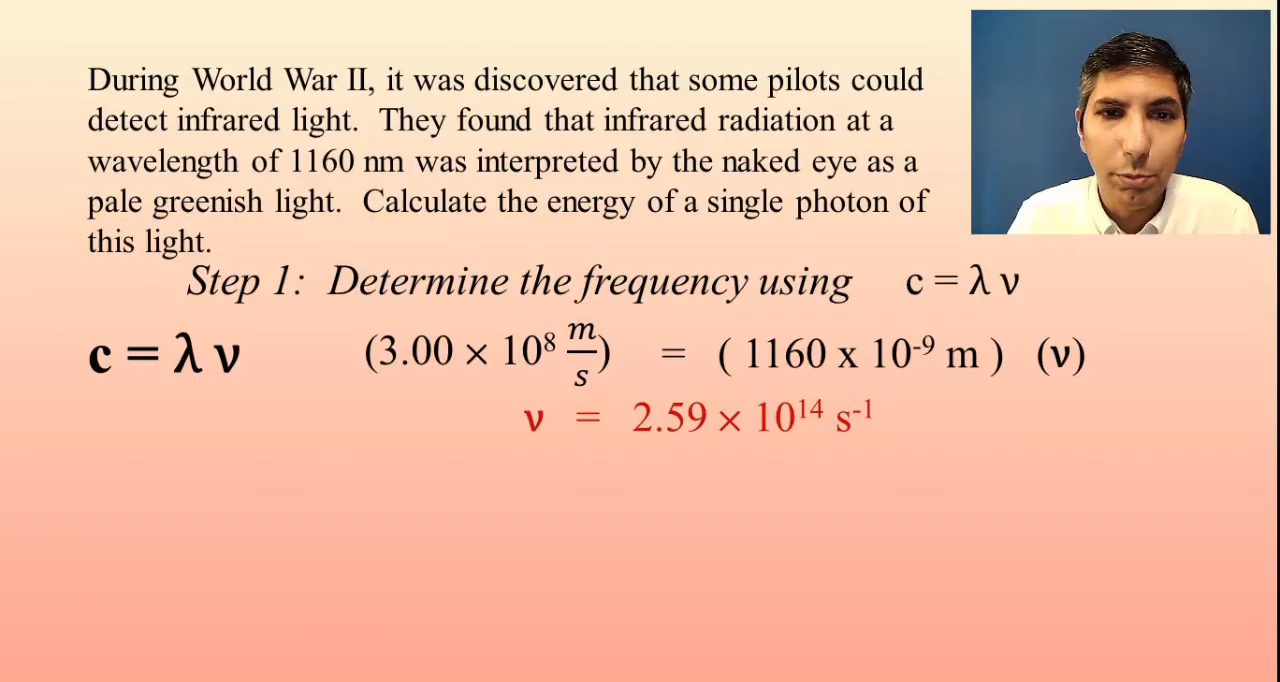 During World War II, it was discovered that some pilots could
detect infrared light. They found that infrared radiation at a
wavelength of 1160 nm was interpreted by the naked eye as a
pale greenish light. Calculate the energy of a single photon of
this light.
Step 1: Determine the frequency using c = λ ν
c = λ ν (3.00 × 10⁸ m/s) = ( 1160 x 10⁻⁹ m ) (ν)
ν = 2.59 × 10¹⁴ s⁻¹